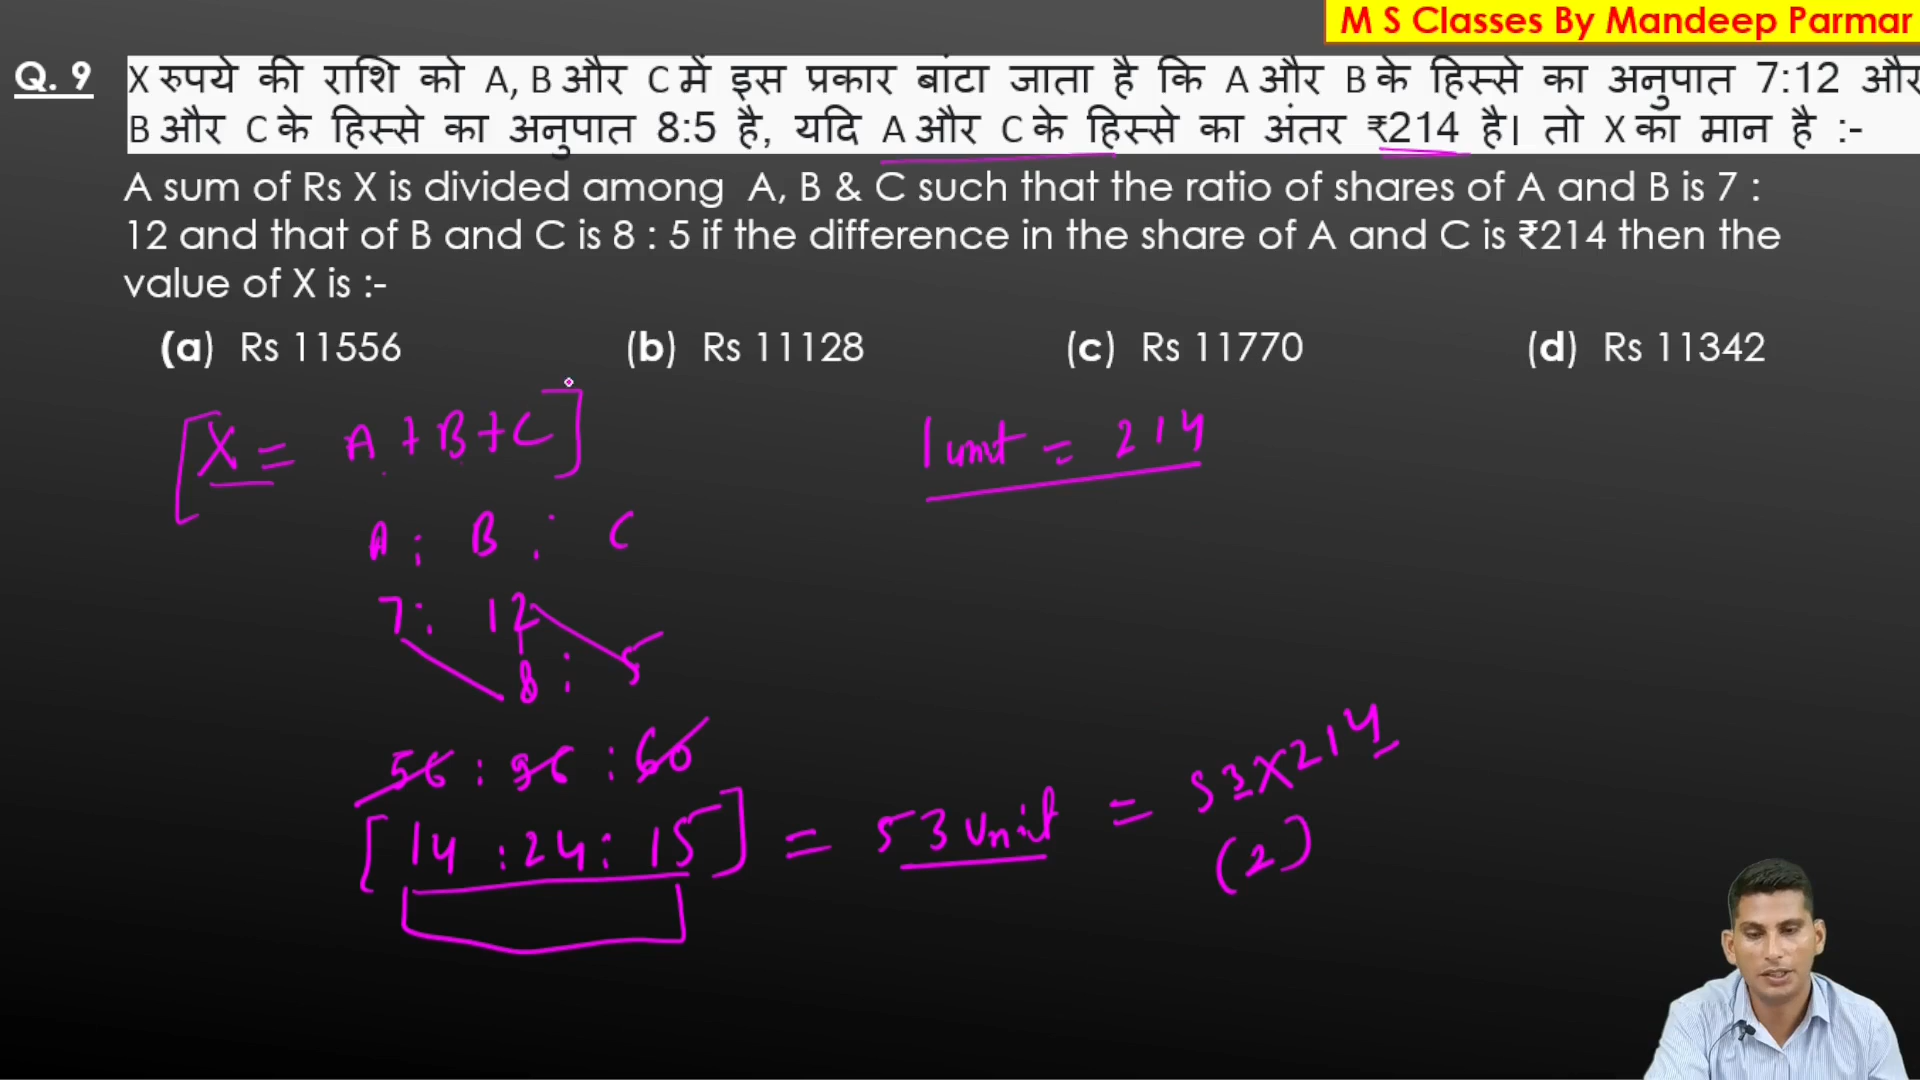 M S Classes By Mandeep Parmar
Q. 9 X रुपये की राशि को A, B और C में इस प्रकार बांटा जाता है कि A और B के हिस्से का अनुपात 7:12 और
B और C के हिस्से का अनुपात 8:5 है, यदि A और C के हिस्से का अंतर ₹214 है। तो X का मान है :-
A sum of Rs X is divided among A, B & C such that the ratio of shares of A and B is 7 :
12 and that of B and C is 8 : 5 if the difference in the share of A and C is ₹214 then the
value of X is :-
(a) Rs 11556 (b) Rs 11128 (c) Rs 11770 (d) Rs 11342
[X = A + B + C]
1 unit = 214
A : B : C
7 : 12
8 : 5
56 : 96 : 60
[14 : 24 : 15] = 53 Unit = 53X214
(2)